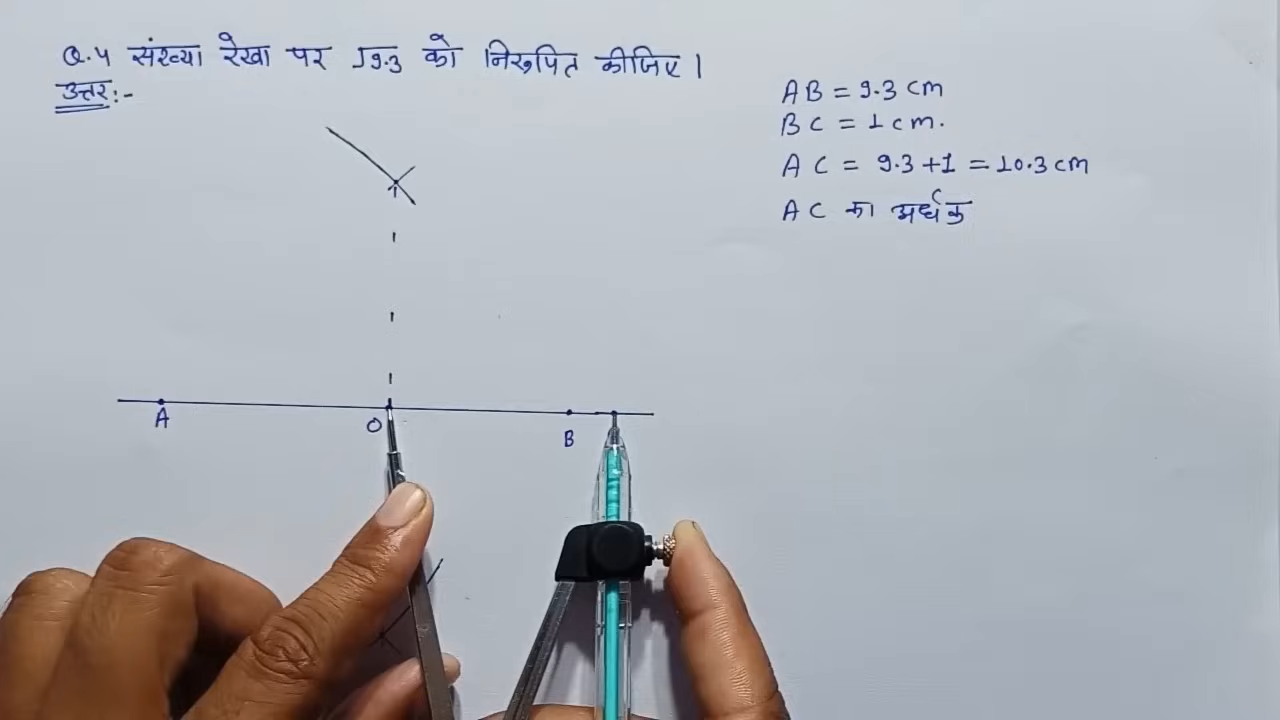 Q.4 संख्या रेखा पर √9.3 को निरुपित कीजिए।
उत्तर:-
AB = 9.3 cm
BC = 1 cm.
AC = 9.3 + 1 = 10.3 cm
AC का अर्धक
A O B